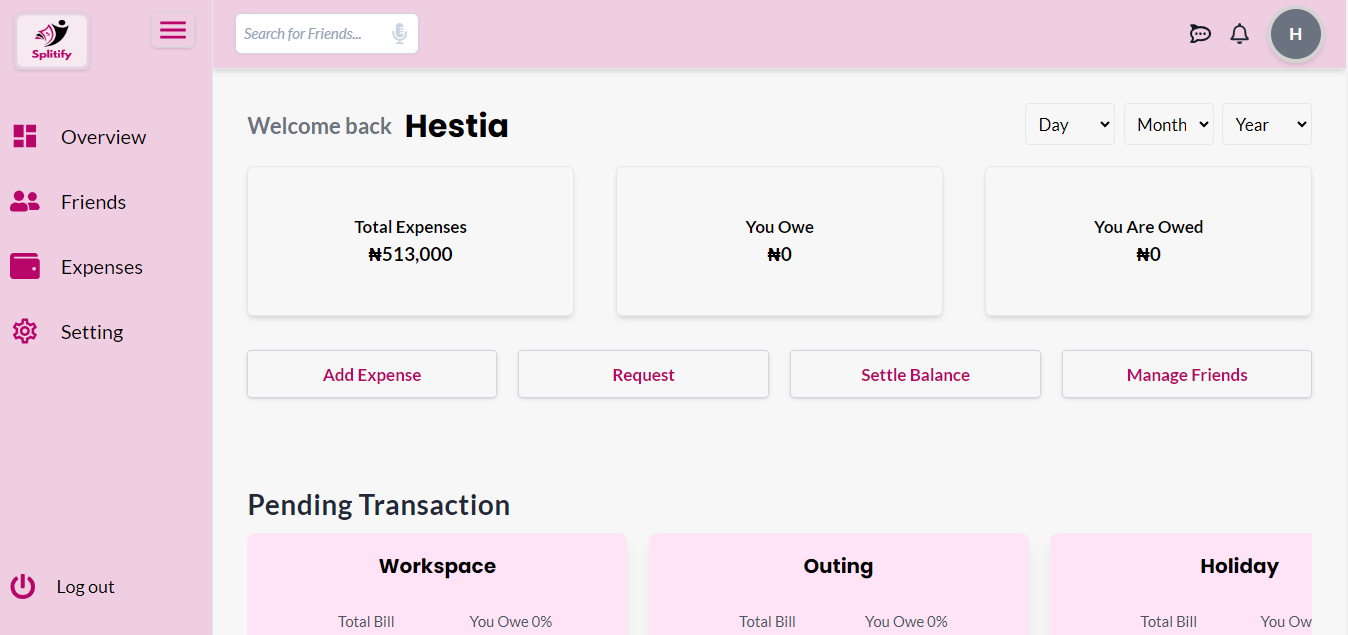 Splitify
Search for Friends...
H
Overview
Friends
Expenses
Setting
Log out
Welcome back Hestia
Day Month Year
Total Expenses
₦513,000
You Owe
₦0
You Are Owed
₦0
Add Expense
Request
Settle Balance
Manage Friends
Pending Transaction
Workspace
Total Bill You Owe 0%
Outing
Total Bill You Owe 0%
Holiday
Total Bill You Ow